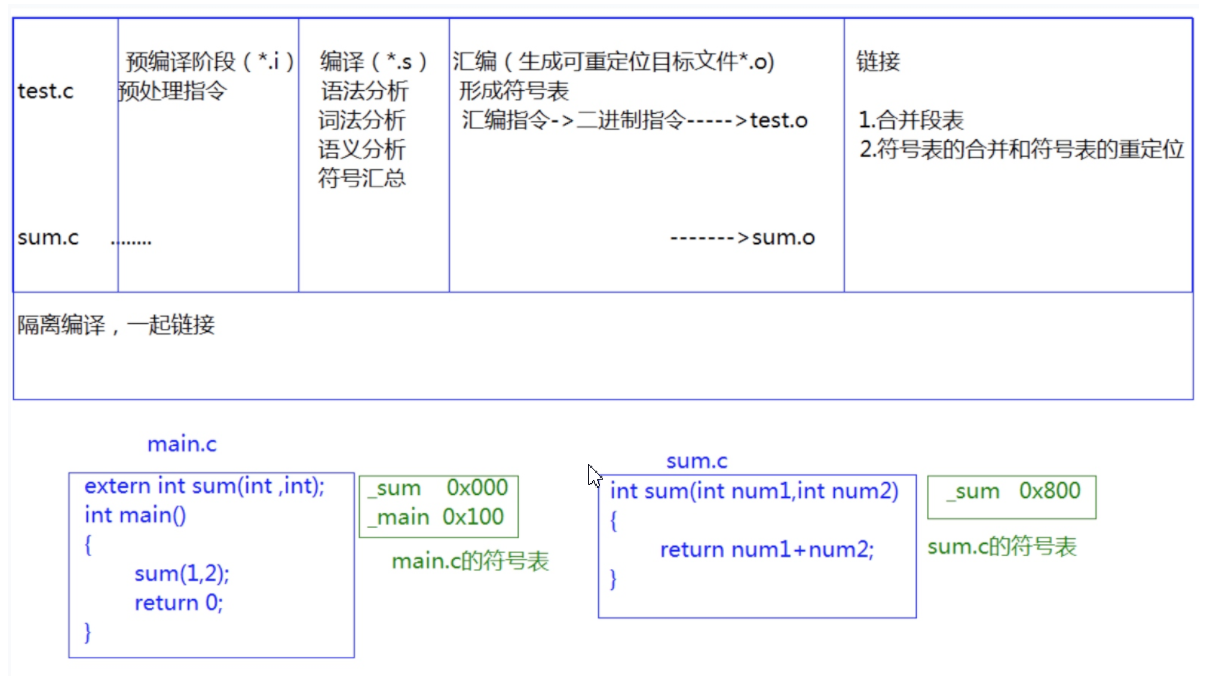 test.c
预编译阶段（*.i）
预处理指令
编译（*.s）
语法分析
词法分析
语义分析
符号汇总
汇编（生成可重定位目标文件*.o)
形成符号表
汇编指令->二进制指令----->test.o
链接
1.合并段表
2.符号表的合并和符号表的重定位
sum.c
........
------->sum.o
隔离编译，一起链接
main.c
extern int sum(int ,int);
int main()
{
sum(1,2);
return 0;
}
_sum 0x000
_main 0x100
main.c的符号表
sum.c
int sum(int num1,int num2)
{
return num1+num2;
}
_sum 0x800
sum.c的符号表